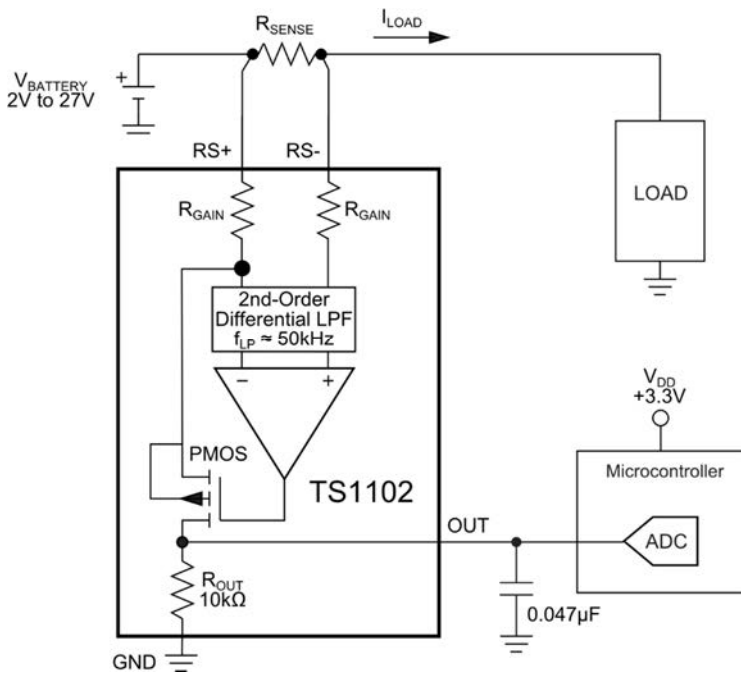 RSENSE
ILOAD
VBATTERY
2V to 27V
+
RS+
RS-
RGAIN
RGAIN
LOAD
2nd-Order
Differential LPF
fLP ≈ 50kHz
− +
PMOS
TS1102
VDD
+3.3V
Microcontroller
OUT
ADC
ROUT
10kΩ
0.047µF
GND